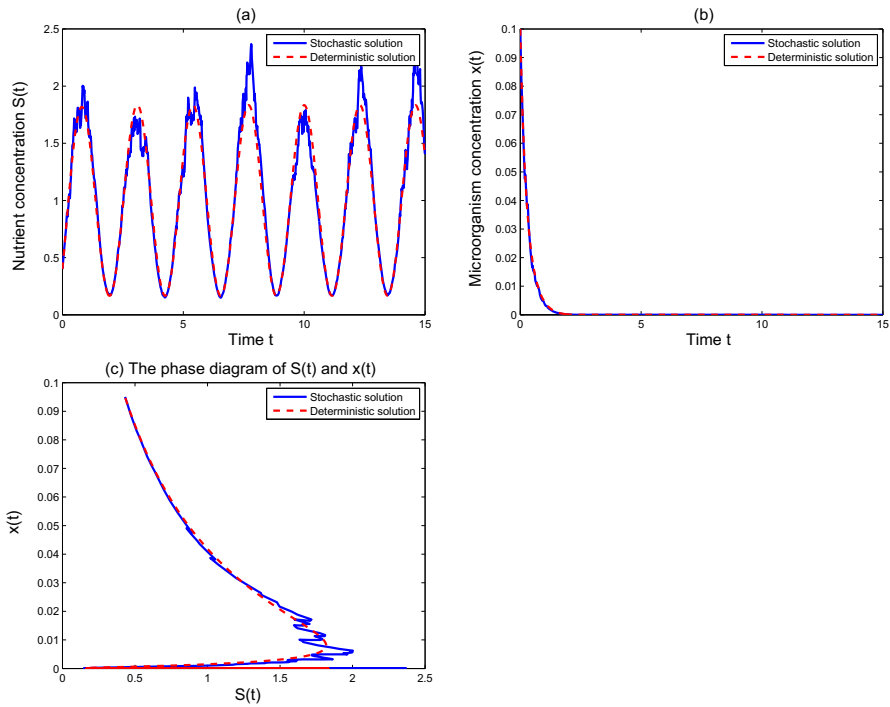 (a)
2.5
2
1.5
1
0.5
0
0
5
10
15
Nutrient concentration S(t)
Time t
Stochastic solution
Deterministic solution
(b)
0.1
0.09
0.08
0.07
0.06
0.05
0.04
0.03
0.02
0.01
0
0
5
10
15
Microorganism concentration x(t)
Time t
Stochastic solution
Deterministic solution
(c) The phase diagram of S(t) and x(t)
0.1
0.09
0.08
0.07
0.06
0.05
0.04
0.03
0.02
0.01
0
0
0.5
1
1.5
2
2.5
x(t)
S(t)
Stochastic solution
Deterministic solution